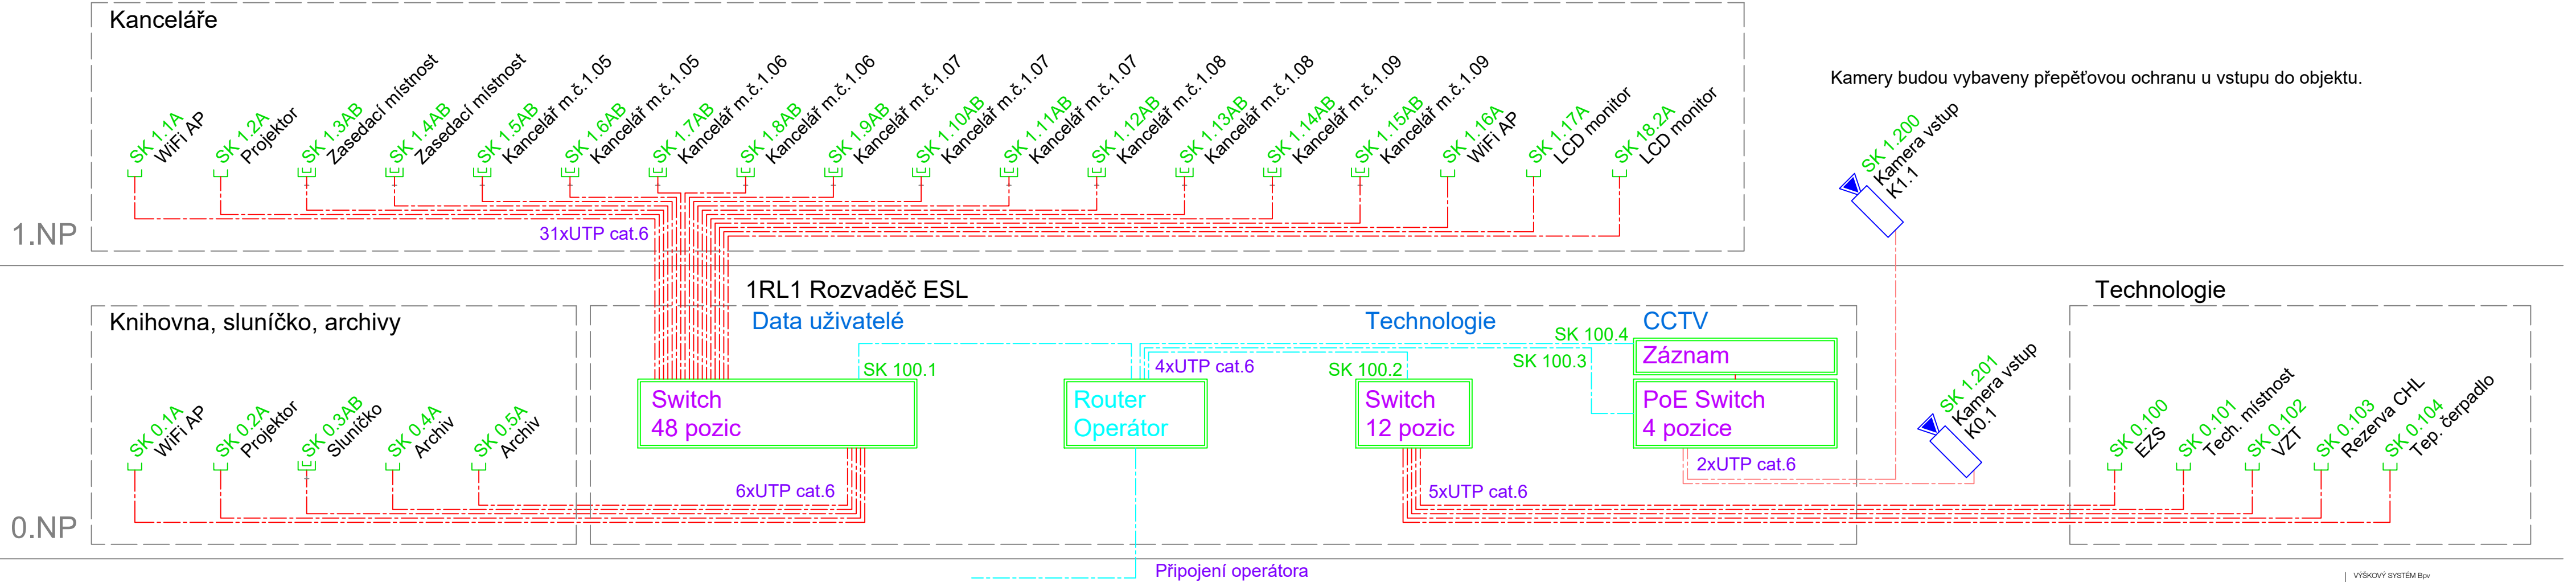 Kanceláře
Kamery budou vybaveny přepěťovou ochranu u vstupu do objektu.
SK 1.1A
WiFi AP
SK 1.2A
Projektor
SK 1.3AB
Zasedací místnost
SK 1.4AB
Zasedací místnost
SK 1.5AB
Kancelář m.č.1.05
SK 1.6AB
Kancelář m.č.1.05
SK 1.7AB
Kancelář m.č.1.06
SK 1.8AB
Kancelář m.č.1.06
SK 1.9AB
Kancelář m.č.1.07
SK 1.10AB
Kancelář m.č.1.07
SK 1.11AB
Kancelář m.č.1.07
SK 1.12AB
Kancelář m.č.1.08
SK 1.13AB
Kancelář m.č.1.08
SK 1.14AB
Kancelář m.č.1.09
SK 1.15AB
Kancelář m.č.1.09
SK 1.16A
WiFi AP
SK 1.17A
LCD monitor
SK 18.2A
LCD monitor
SK 1.200
Kamera vstup
K1.1
1.NP
31xUTP cat.6
1RL1 Rozvaděč ESL
Technologie
Knihovna, sluníčko, archivy
Data uživatelé
Technologie
CCTV
SK 100.4
Záznam
SK 100.3
SK 100.1
4xUTP cat.6
SK 100.2
Switch
48 pozic
Router
Operátor
Switch
12 pozic
PoE Switch
4 pozice
SK 0.1A
WiFi AP
SK 0.2A
Projektor
SK 0.3AB
Sluníčko
SK 0.4A
Archiv
SK 0.5A
Archiv
SK 1.201
Kamera vstup
K0.1
SK 0.100
EZS
SK 0.101
Tech. místnost
SK 0.102
VZT
SK 0.103
Rezerva CHL
SK 0.104
Tep. čerpadlo
2xUTP cat.6
6xUTP cat.6
5xUTP cat.6
0.NP
Připojení operátora
VÝŠKOVÝ SYSTÉM Bpv